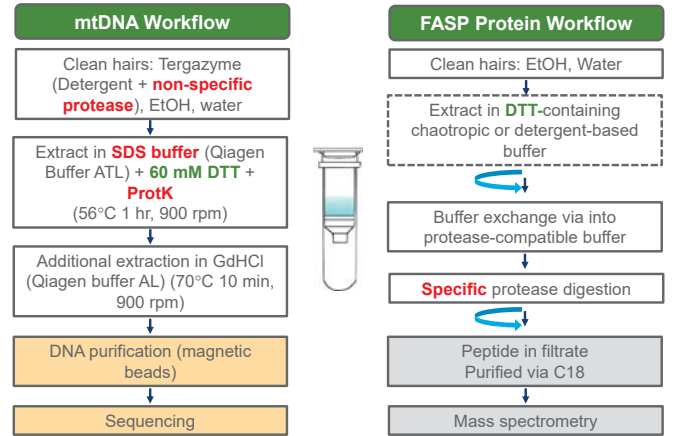 mtDNA Workflow
Clean hairs: Tergazyme
(Detergent + non-specific
protease), EtOH, water
Extract in SDS buffer (Qiagen
Buffer ATL) + 60 mM DTT +
ProtK
(56°C 1 hr, 900 rpm)
Additional extraction in GdHCl
(Qiagen buffer AL) (70°C 10 min,
900 rpm)
DNA purification (magnetic
beads)
Sequencing
FASP Protein Workflow
Clean hairs: EtOH, Water
Extract in DTT-containing
chaotropic or detergent-based
buffer
Buffer exchange via into
protease-compatible buffer
Specific protease digestion
Peptide in filtrate
Purified via C18
Mass spectrometry